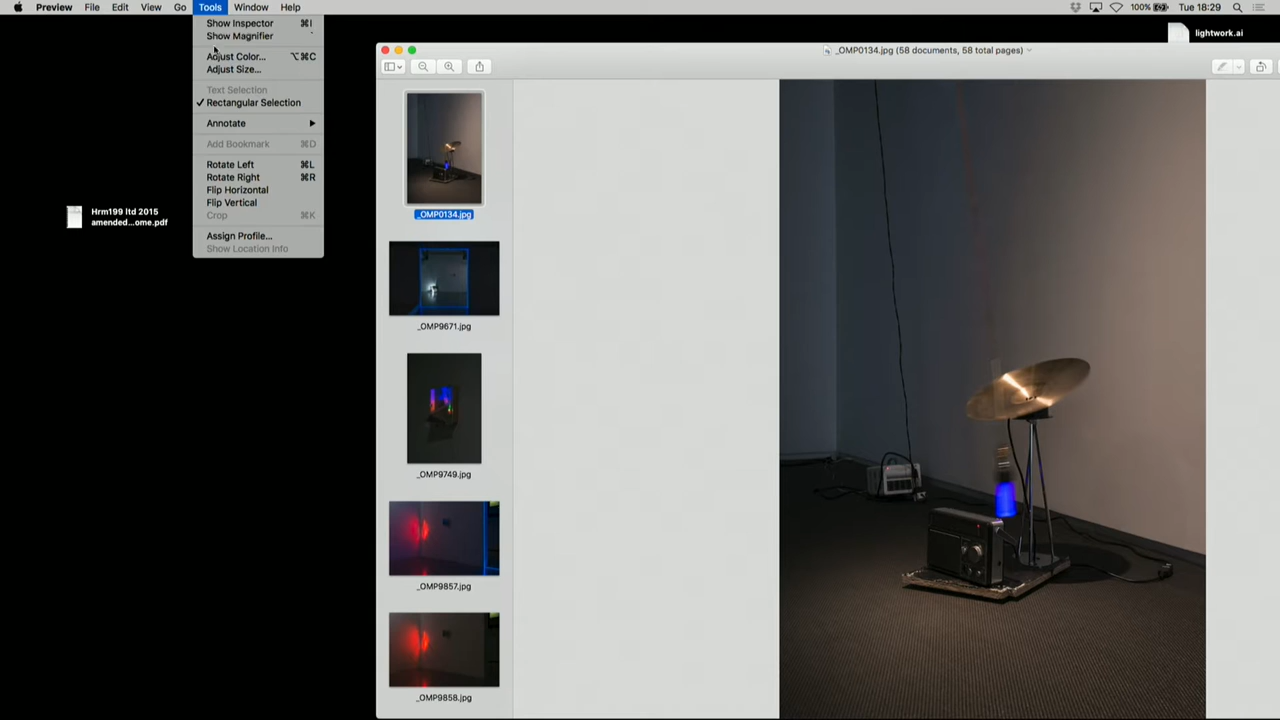 Preview File Edit View Go Tools Window Help 100% Tue 18:29
Show Inspector ⌘I
Show Magnifier `
Adjust Color... ⌥⌘C
Adjust Size...
Text Selection
✓ Rectangular Selection
Annotate ▶
Add Bookmark ⌘D
Rotate Left ⌘L
Rotate Right ⌘R
Flip Horizontal
Flip Vertical
Crop ⌘K
Assign Profile...
Show Location Info
lightwork.ai
Hrm199 ltd 2015
amended...ome.pdf
_OMP0134.jpg (58 documents, 58 total pages)
_OMP0134.jpg
_OMP9671.jpg
_OMP9749.jpg
_OMP9857.jpg
_OMP9858.jpg